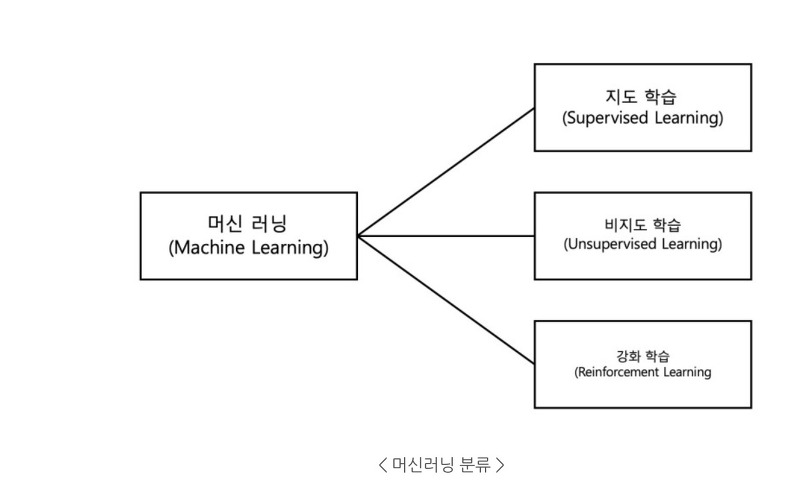 지도 학습
(Supervised Learning)
머신 러닝
(Machine Learning)
비지도 학습
(Unsupervised Learning)
강화 학습
(Reinforcement Learning
< 머신러닝 분류 >